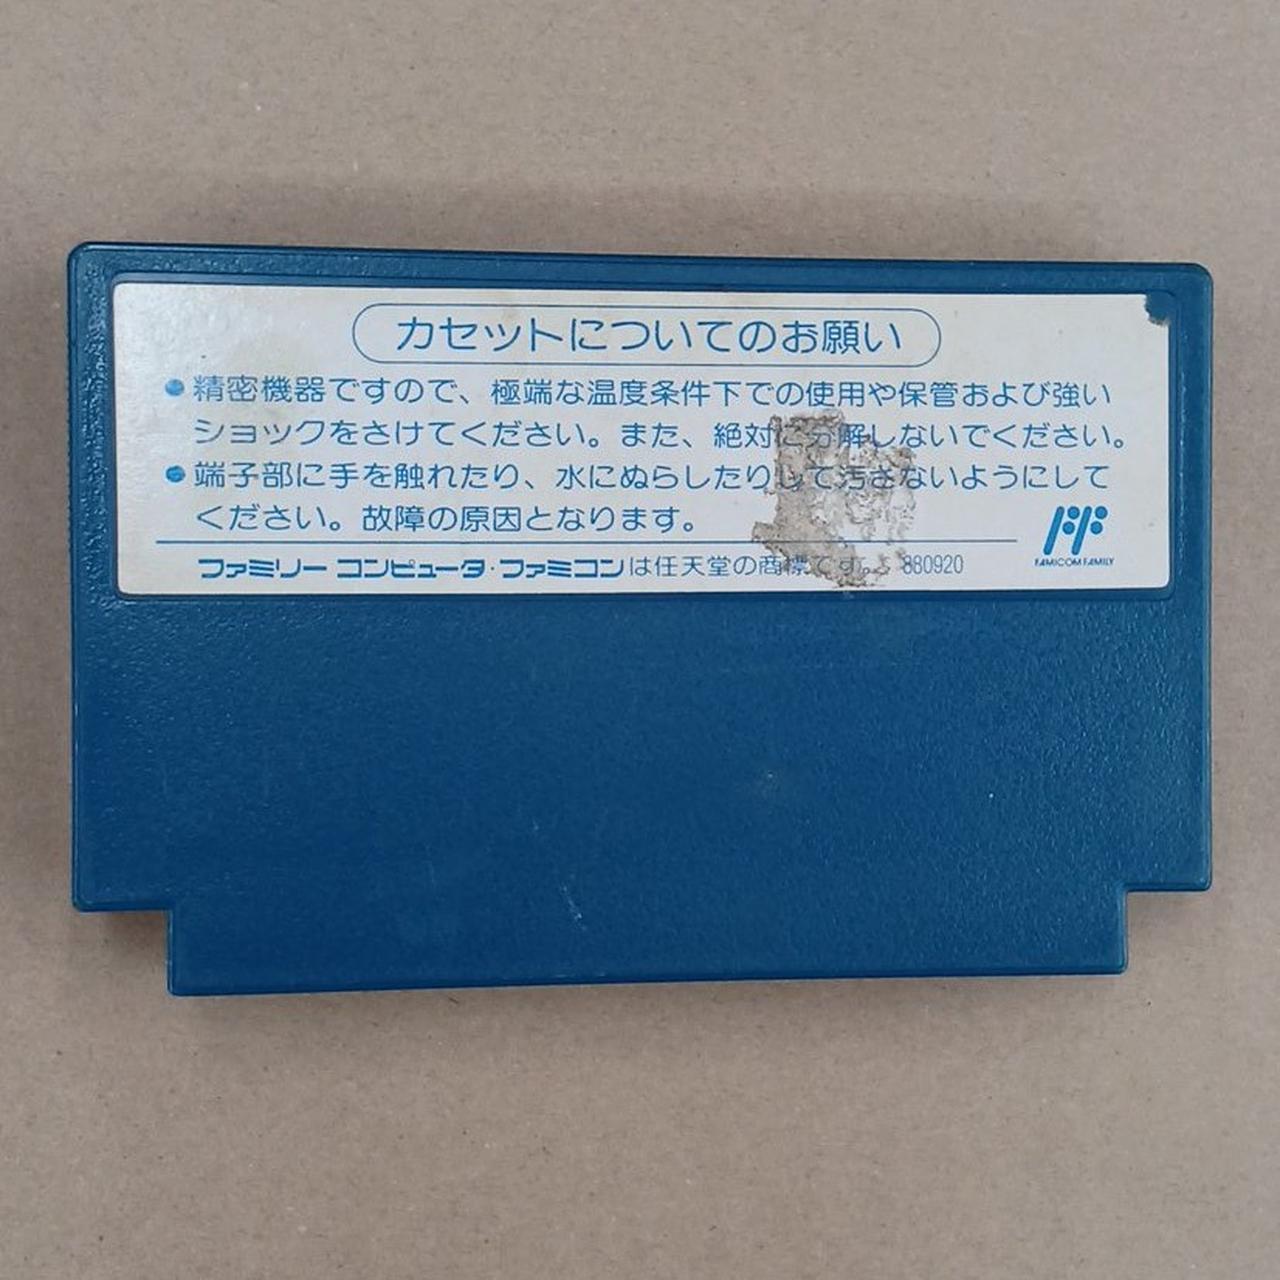 カセットについてのお願い
●精密機器ですので、極端な温度条件下での使用や保管および強い
ショックをさけてください。また、絶対に分解しないでください。
●端子部に手を触れたり、水にぬらしたりして汚さないようにして
ください。故障の原因となります。
FAMICOM FAMILY
ファミリー コンピュータ・ファミコンは任天堂の商標です。 880920